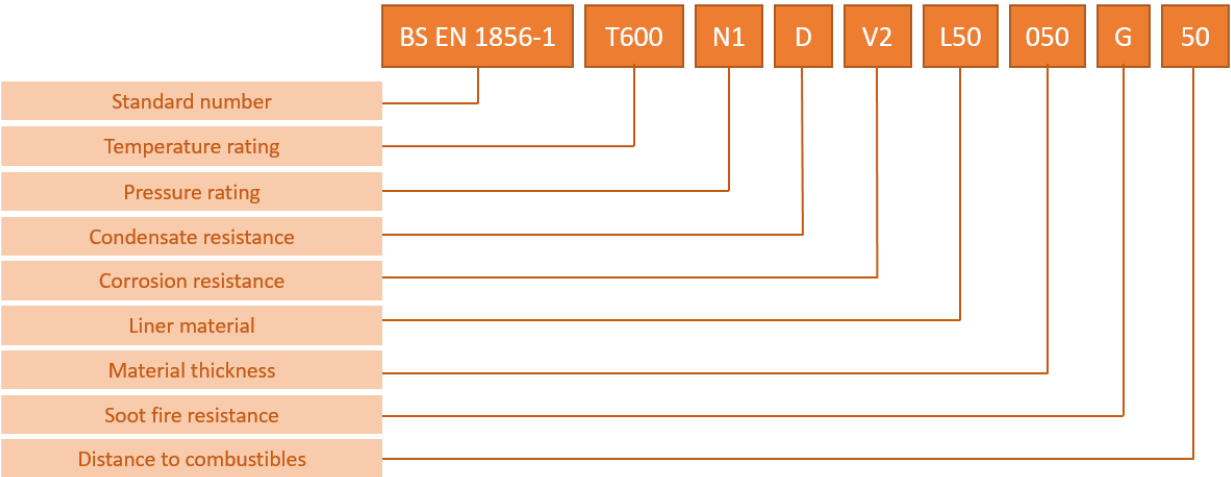 BS EN 1856-1 T600 N1 D V2 L50 050 G 50
Standard number
Temperature rating
Pressure rating
Condensate resistance
Corrosion resistance
Liner material
Material thickness
Soot fire resistance
Distance to combustibles